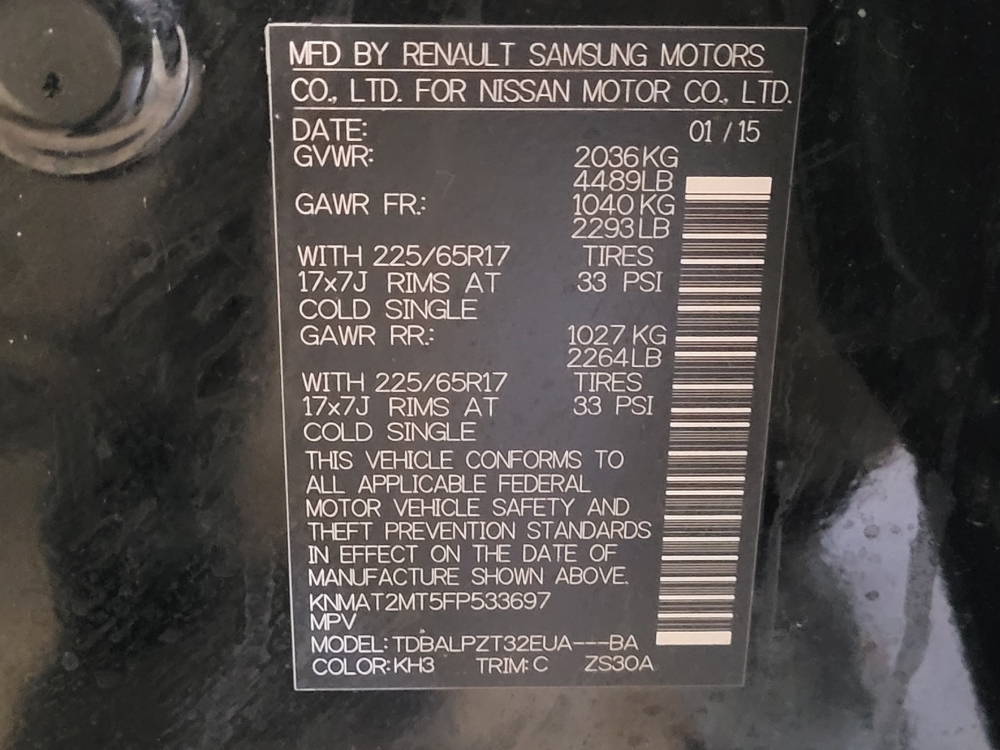 MFD BY RENAULT SAMSUNG MOTORS
CO., LTD. FOR NISSAN MOTOR CO., LTD.
DATE: 01 / 15
GVWR: 2036 KG
4489 LB
GAWR FR.: 1040 KG
2293 LB
WITH 225/65R17 TIRES
17x7J RIMS AT 33 PSI
COLD SINGLE
GAWR RR.: 1027 KG
2264 LB
WITH 225/65R17 TIRES
17x7J RIMS AT 33 PSI
COLD SINGLE
THIS VEHICLE CONFORMS TO
ALL APPLICABLE FEDERAL
MOTOR VEHICLE SAFETY AND
THEFT PREVENTION STANDARDS
IN EFFECT ON THE DATE OF
MANUFACTURE SHOWN ABOVE.
KNMAT2MT5FP533697
MPV
MODEL: TDBALPZT32EUA---BA
COLOR: KH3 TRIM: C ZS30A